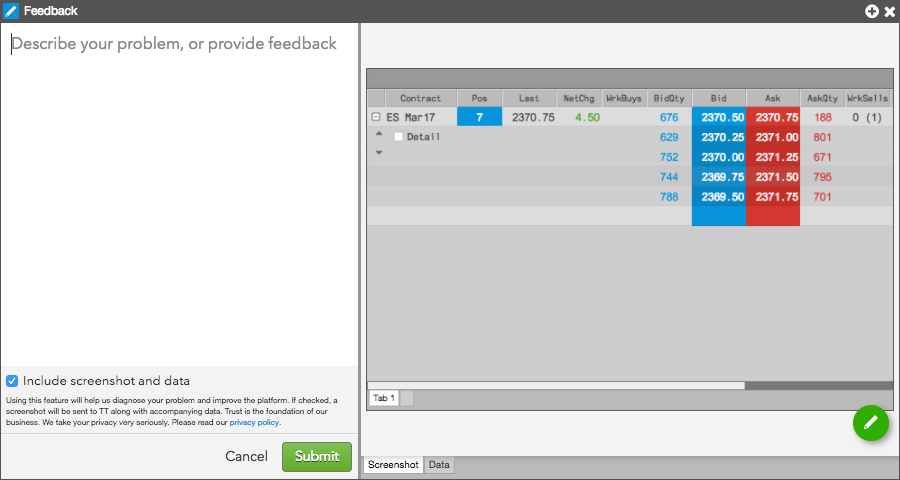 Feedback
Describe your problem, or provide feedback
Include screenshot and data
Using this feature will help us diagnose your problem and improve the platform. If checked, a
screenshot will be sent to TT along with accompanying data. Trust is the foundation of our
business. We take your privacy very seriously. Please read our privacy policy.
Cancel Submit
Contract Pos Last NetChg WrkBuys BidQty Bid Ask AskQty WrkSells
ES Mar17 7 2370.75 4.50 676 2370.50 2370.75 188 0 (1)
Detail 629 2370.25 2371.00 801
752 2370.00 2371.25 671
744 2369.75 2371.50 795
788 2369.50 2371.75 701
Tab 1
Screenshot Data